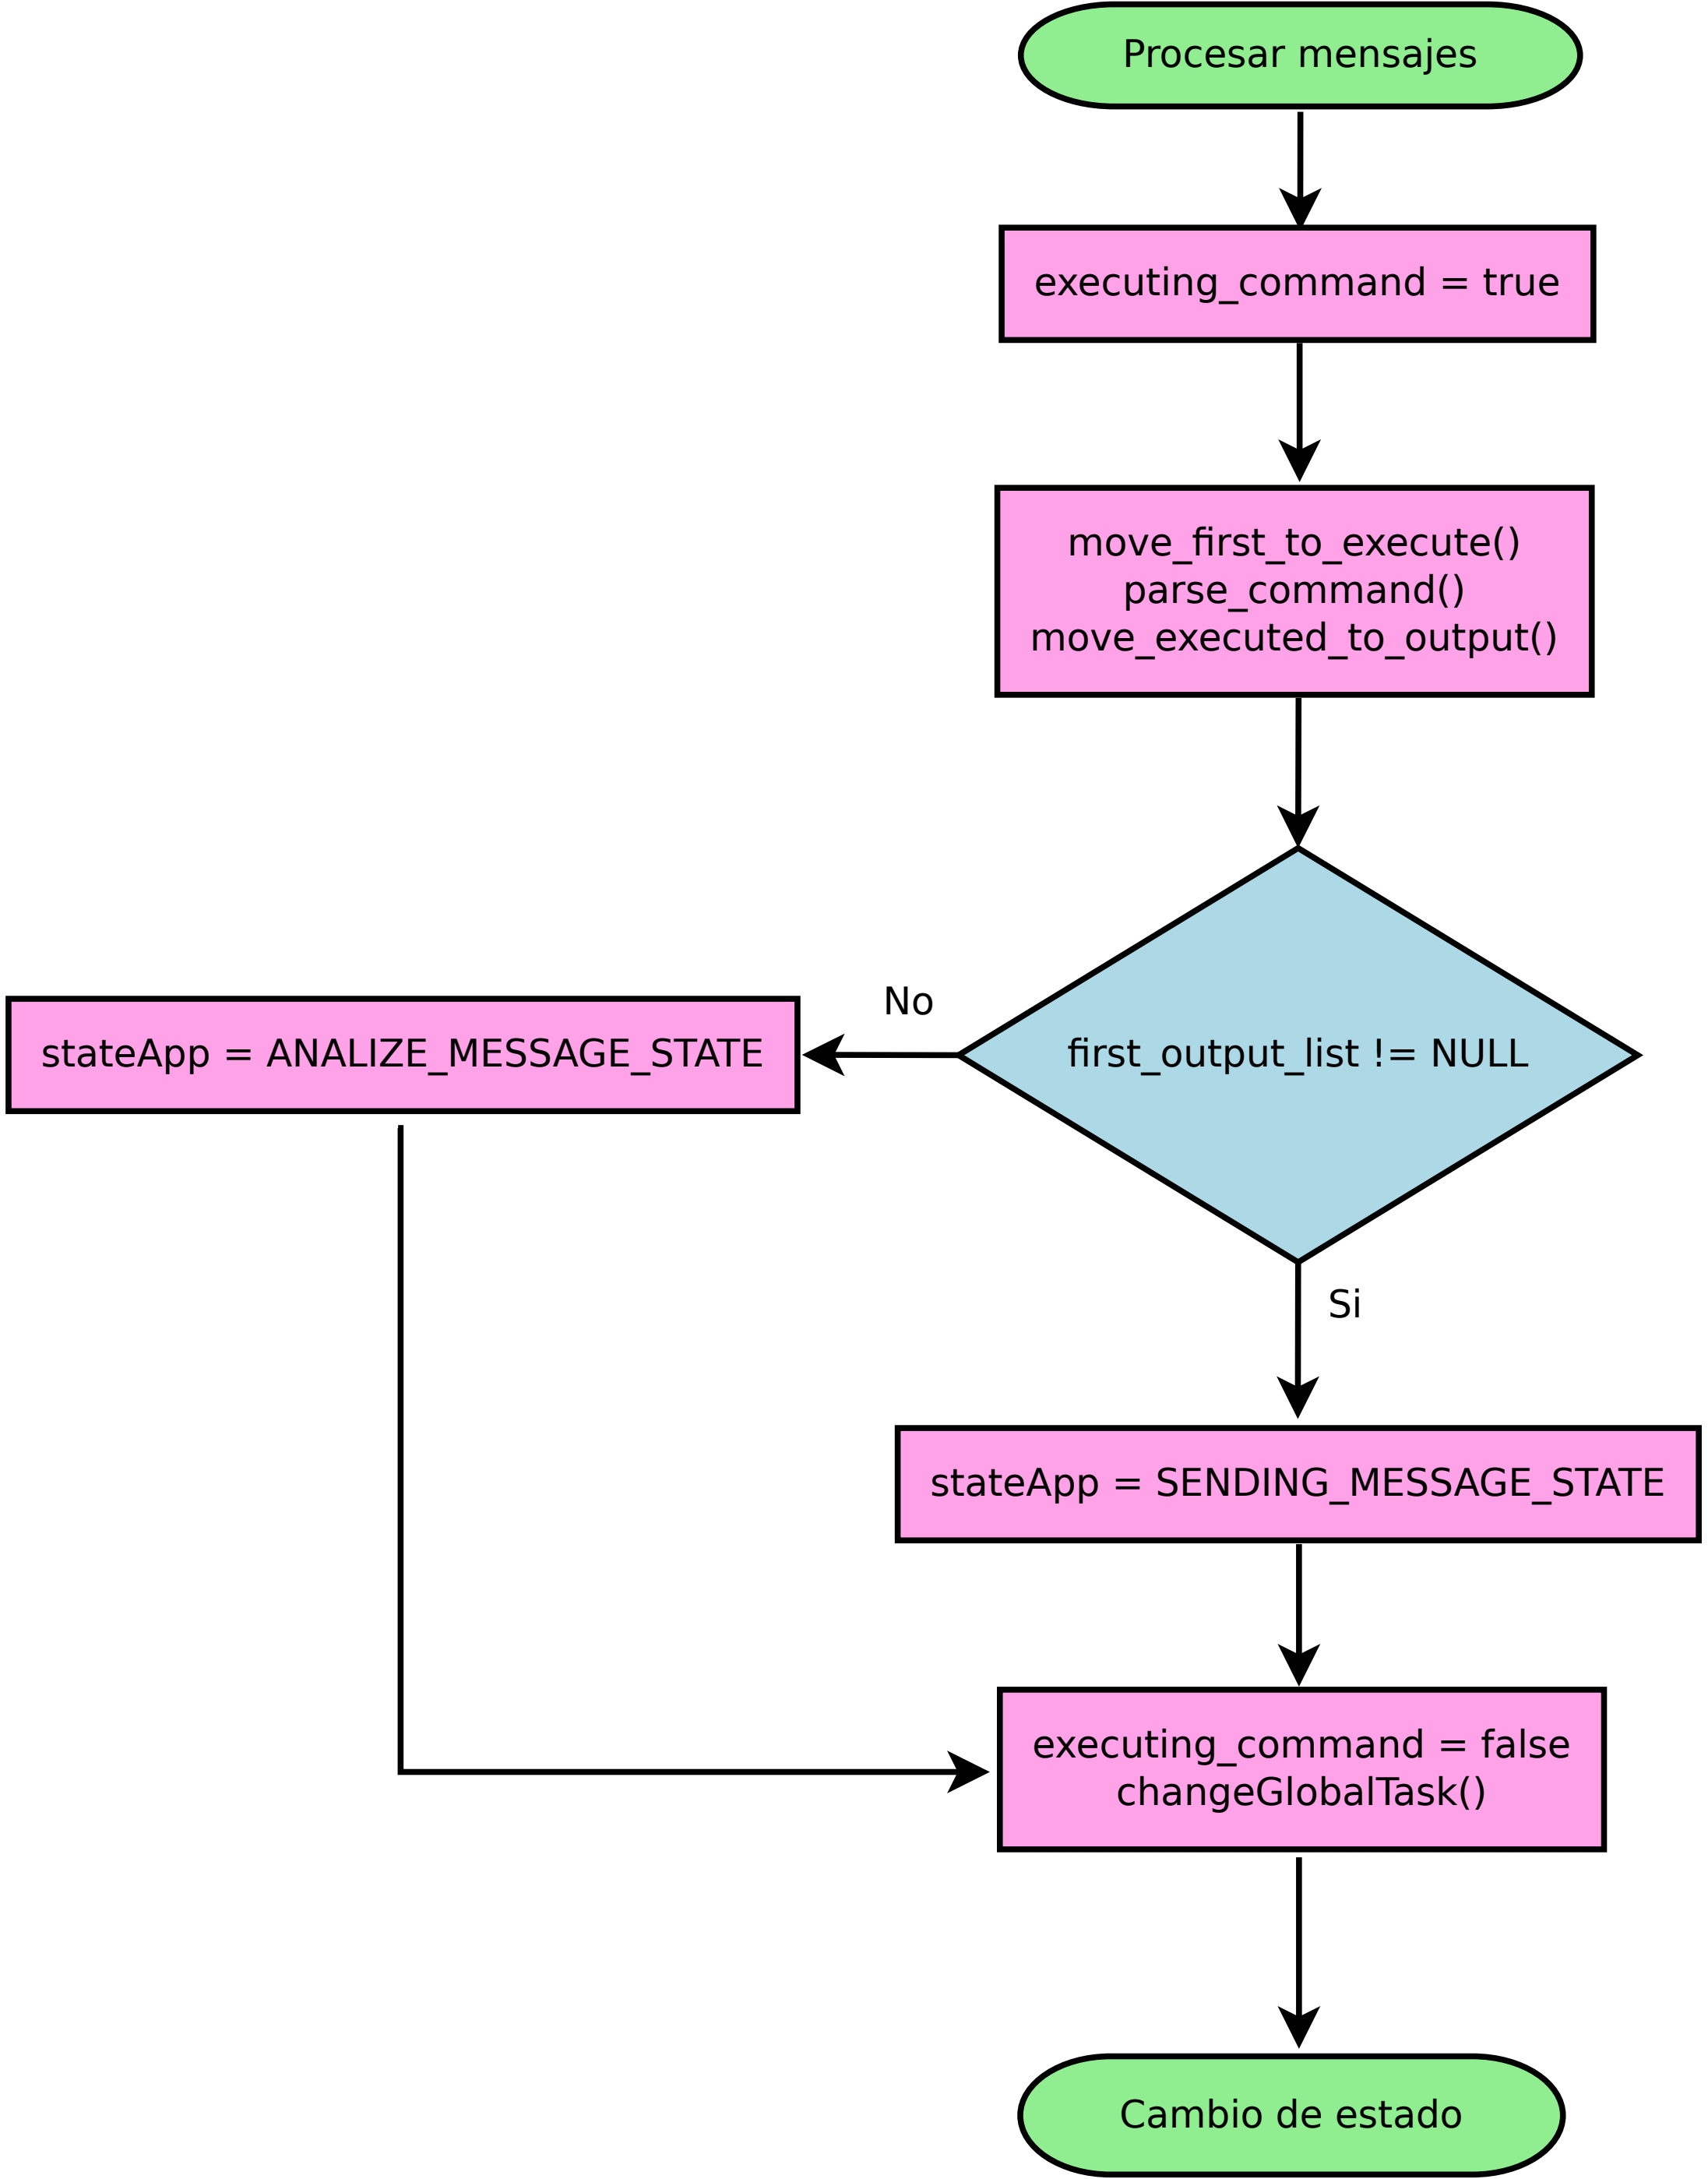 Procesar mensajes
executing_command = true
move_first_to_execute()
parse_command()
move_executed_to_output()
first_output_list != NULL
No
stateApp = ANALIZE_MESSAGE_STATE
Si
stateApp = SENDING_MESSAGE_STATE
executing_command = false
changeGlobalTask()
Cambio de estado